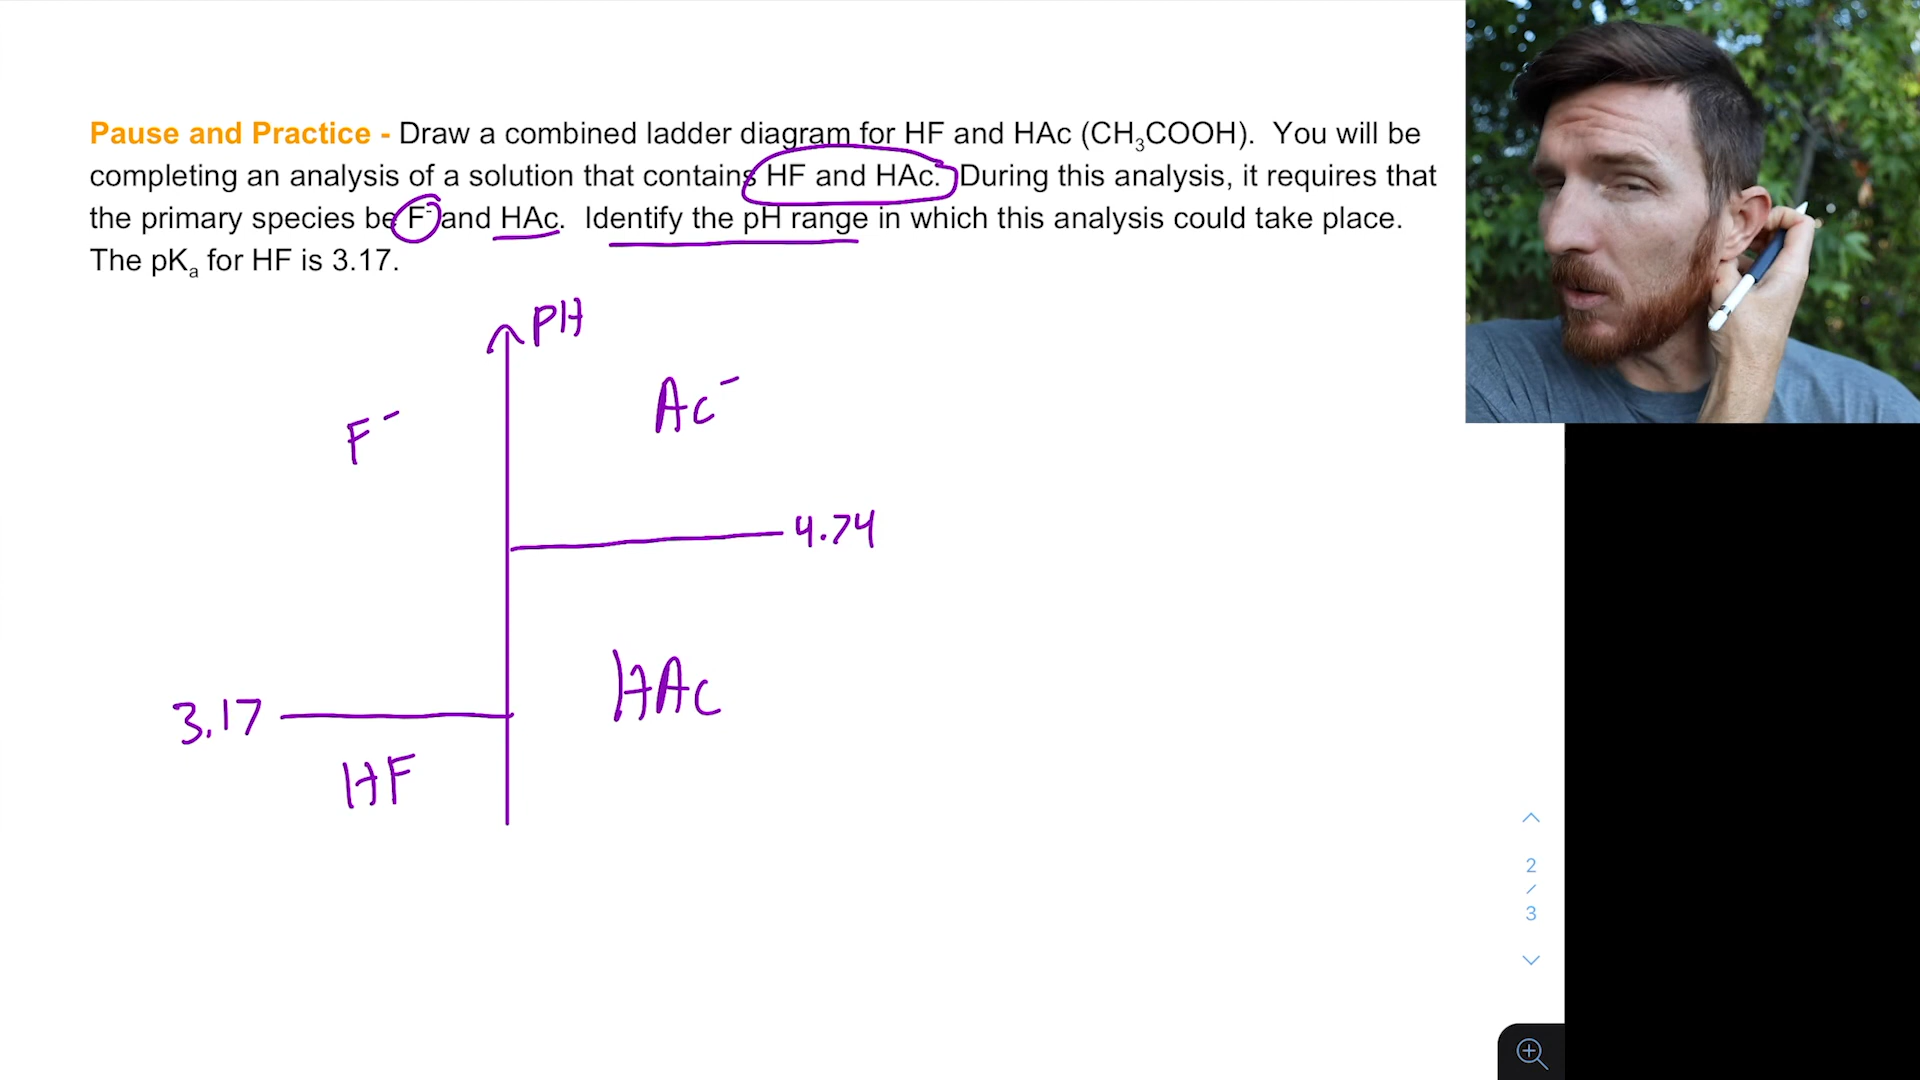 Pause and Practice - Draw a combined ladder diagram for HF and HAc (CH₃COOH). You will be
completing an analysis of a solution that contains HF and HAc. During this analysis, it requires that
the primary species be F⁻ and HAc. Identify the pH range in which this analysis could take place.
The pKₐ for HF is 3.17.
PH
Ac⁻
F⁻
4.74
HAc
3.17
HF
2
/
3